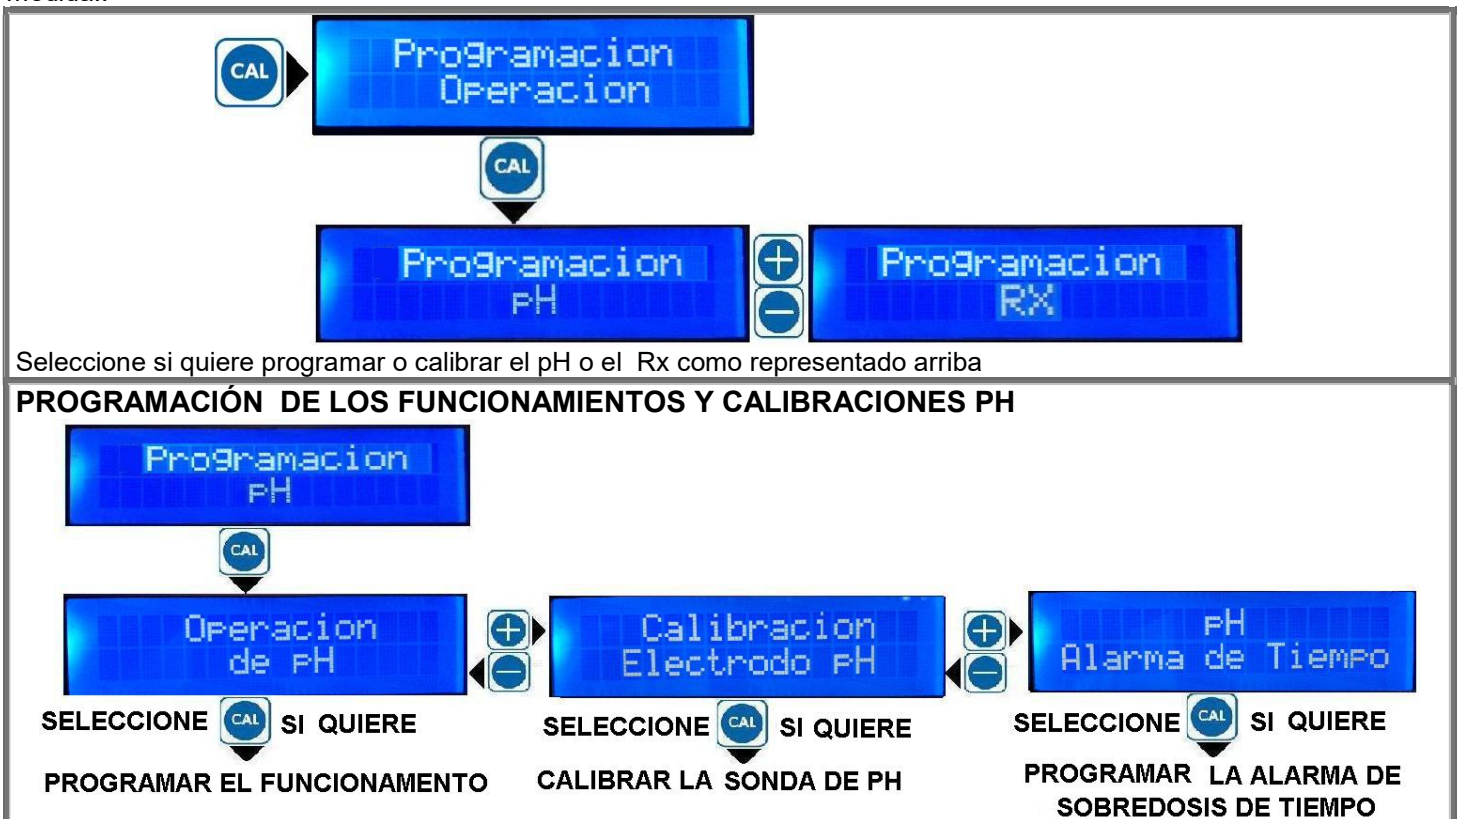 CAL
Programacion
Operacion
CAL
Programacion
pH
+
-
Programacion
RX
Seleccione si quiere programar o calibrar el pH o el Rx como representado arriba
PROGRAMACIÓN DE LOS FUNCIONAMIENTOS Y CALIBRACIONES PH
Programacion
pH
CAL
Operacion
de pH
+
-
Calibracion
Electrodo pH
+
-
pH
Alarma de Tiempo
SELECCIONE CAL SI QUIERE
PROGRAMAR EL FUNCIONAMENTO
SELECCIONE CAL SI QUIERE
CALIBRAR LA SONDA DE PH
SELECCIONE CAL SI QUIERE
PROGRAMAR LA ALARMA DE
SOBREDOSIS DE TIEMPO